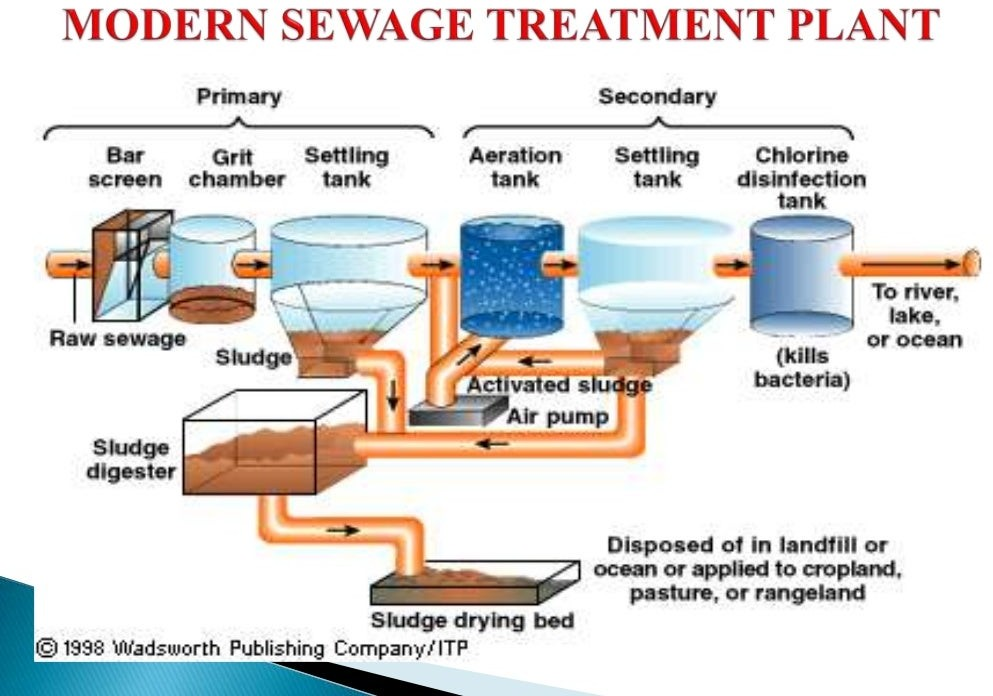 MODERN SEWAGE TREATMENT PLANT
Primary
Secondary
Bar
screen
Grit
chamber
Settling
tank
Aeration
tank
Settling
tank
Chlorine
disinfection
tank
Raw sewage
Sludge
To river,
lake,
or ocean
(kills
bacteria)
Activated sludge
Air pump
Sludge
digester
Disposed of in landfill or
ocean or applied to cropland,
pasture, or rangeland
Sludge drying bed
© 1998 Wadsworth Publishing Company/ITP